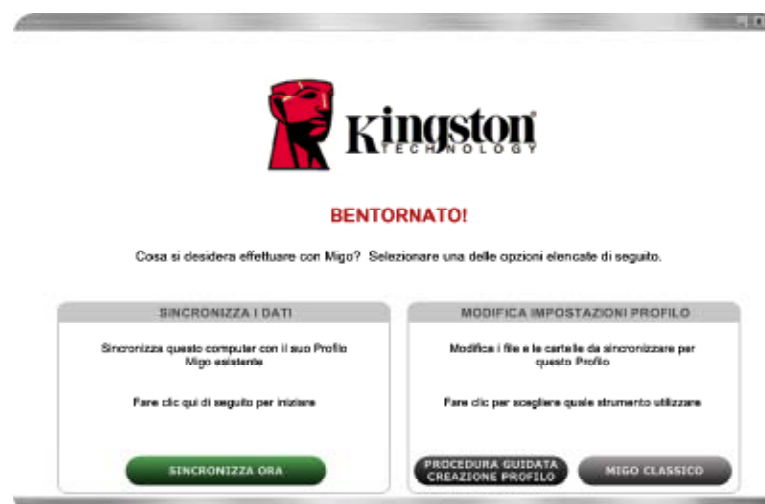 Kingston
TECHNOLOGY
BENTORNATO!
Cosa si desidera effettuare con Migo? Selezionare una delle opzioni elencate di seguito.
SINCRONIZZA I DATI
Sincronizza questo computer con il suo Profilo
Migo esistente
Fare clic qui di seguito per iniziare
SINCRONIZZA ORA
MODIFICA IMPOSTAZIONI PROFILO
Modifica i file e le cartelle da sincronizzare per
questo Profilo
Fare clic per scegliere quale strumento utilizzare
PROCEDURA GUIDATA
CREAZIONE PROFILO
MIGO CLASSICO